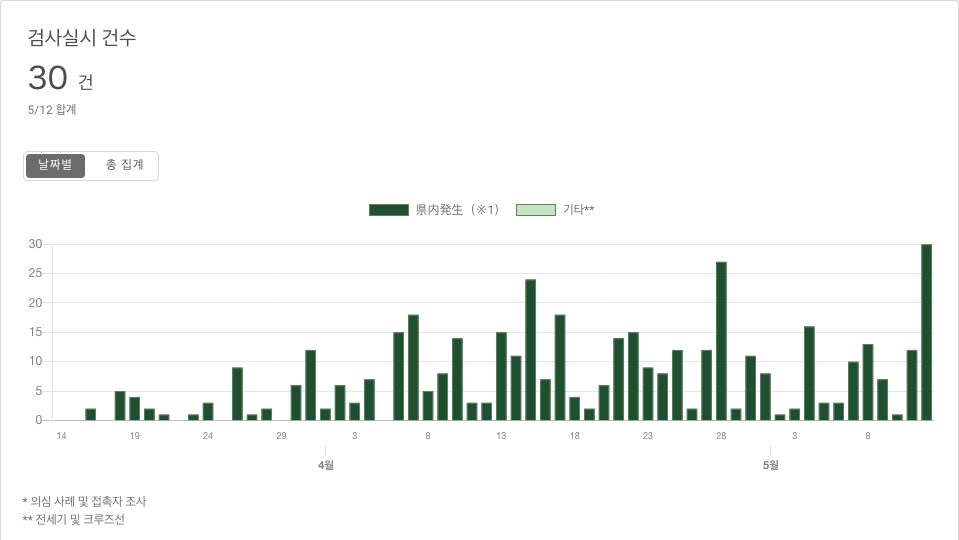 검사실시 건수
30 건
5/12 합계
날짜별 총 집계
県内発生（※1） 기타**
30
25
20
15
10
5
0
14 19 24 29 3 8 13 18 23 28 3 8
4월 5월
* 의심 사례 및 접촉자 조사
** 전세기 및 크루즈선